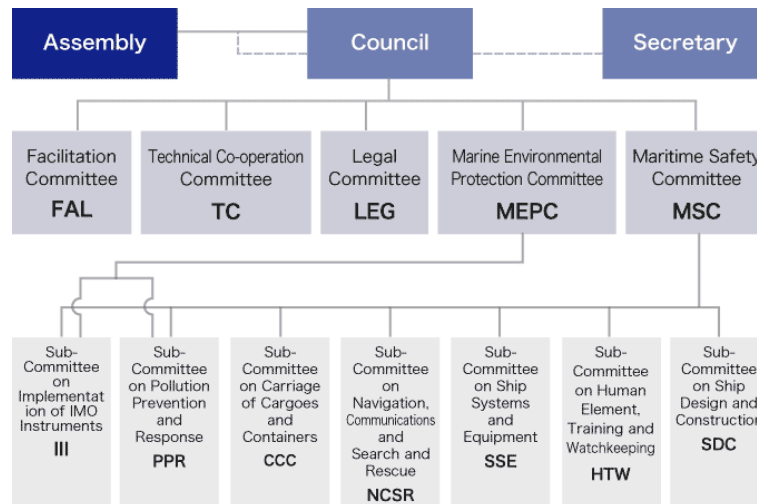 Assembly
Council
Secretary
Facilitation
Committee
FAL
Technical Co-operation
Committee
TC
Legal
Committee
LEG
Marine Environmental
Protection Committee
MEPC
Maritime Safety
Committee
MSC
Sub-
Committee
on
Implementat
ion of IMO
Instruments
III
Sub-
Committee
on Pollution
Prevention
and
Response
PPR
Sub-
Committee
on Carriage
of Cargoes
and
Containers
CCC
Sub-
Committee
on
Navigation,
Communications
and
Search and
Rescue
NCSR
Sub-
Committee
on Ship
Systems
and
Equipment
SSE
Sub-
Committee
on Human
Element,
Training and
Watchkeeping
HTW
Sub-
Committee
on Ship
Design and
Construction
SDC